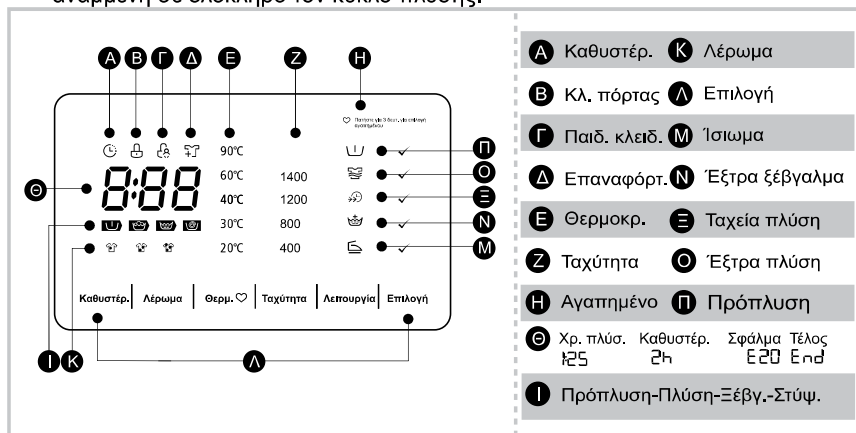 αναμμένη σε ολόκληρο τον κύκλο πλύσης.
Α Β Γ Δ Ε Ζ Η
Πατήστε για 3 δευτ. για επιλογή
αγαπημένου
90℃
60℃ 1400
40℃ 1200
30℃ 800
20℃ 400
8:88
Π
Ο
Ξ
Ν
Μ
Θ
Ι
Κ
Καθυστέρ. Λέρωμα Θερμ. Ταχύτητα Λειτουργία Επιλογή
Λ
Α Καθυστέρ. Κ Λέρωμα
Β Κλ. πόρτας Λ Επιλογή
Γ Παιδ. κλειδ. Μ Ίσιωμα
Δ Επαναφόρτ. Ν Έξτρα ξέβγαλμα
Ε Θερμοκρ. Ξ Ταχεία πλύση
Ζ Ταχύτητα Ο Έξτρα πλύση
Η Αγαπημένο Π Πρόπλυση
Θ Χρ. πλύσ. Καθυστέρ. Σφάλμα Τέλος
1:25 2h E20 End
Ι Πρόπλυση-Πλύση-Ξέβγ.-Στύψ.